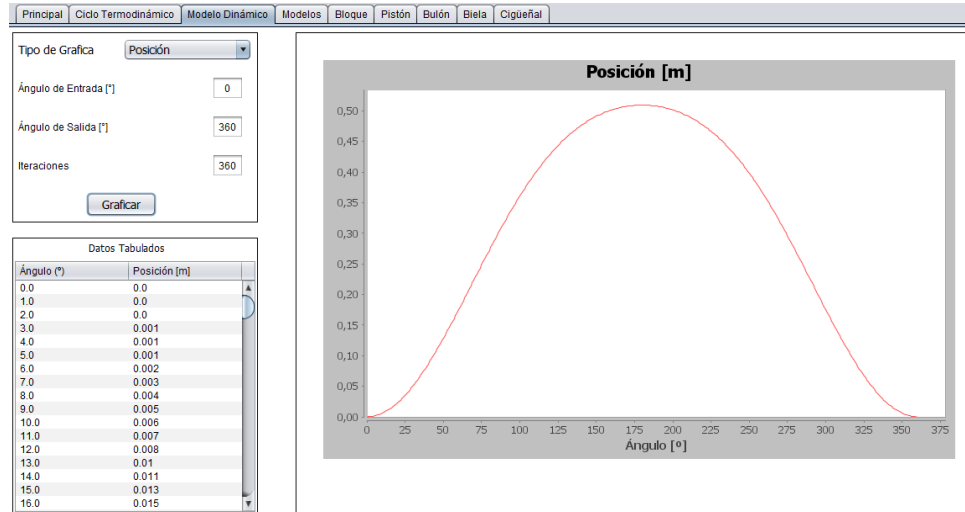 Principal Ciclo Termodinámico Modelo Dinámico Modelos Bloque Pistón Bulón Biela Cigüeñal
Tipo de Grafica Posición
Ángulo de Entrada [°] 0
Ángulo de Salida [°] 360
Iteraciones 360
Graficar
Datos Tabulados
Ángulo (º) Posición [m]
0.0 0.0
1.0 0.0
2.0 0.0
3.0 0.001
4.0 0.001
5.0 0.001
6.0 0.002
7.0 0.003
8.0 0.004
9.0 0.005
10.0 0.006
11.0 0.007
12.0 0.008
13.0 0.01
14.0 0.011
15.0 0.013
16.0 0.015
Posición [m]
0,50
0,45
0,40
0,35
0,30
0,25
0,20
0,15
0,10
0,05
0,00
0 25 50 75 100 125 150 175 200 225 250 275 300 325 350 375
Ángulo [º]